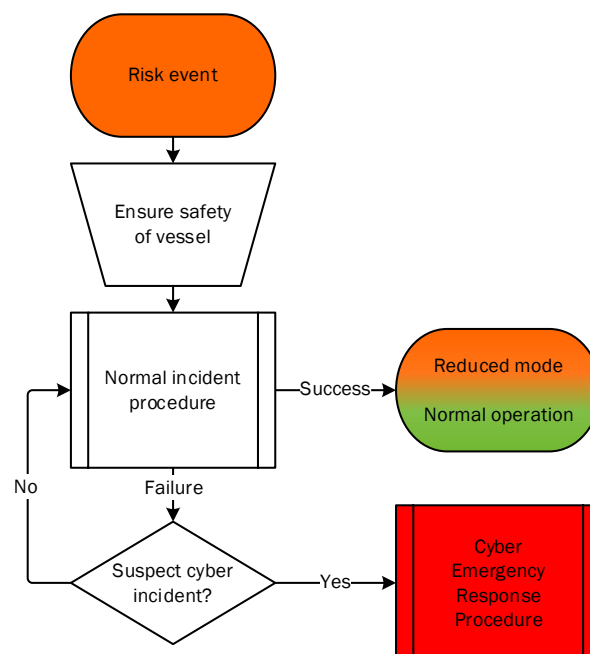 Risk event
Ensure safety
of vessel
Normal incident
procedure
Success
Reduced mode
Normal operation
No
Failure
Suspect cyber
incident?
Yes
Cyber
Emergency
Response
Procedure